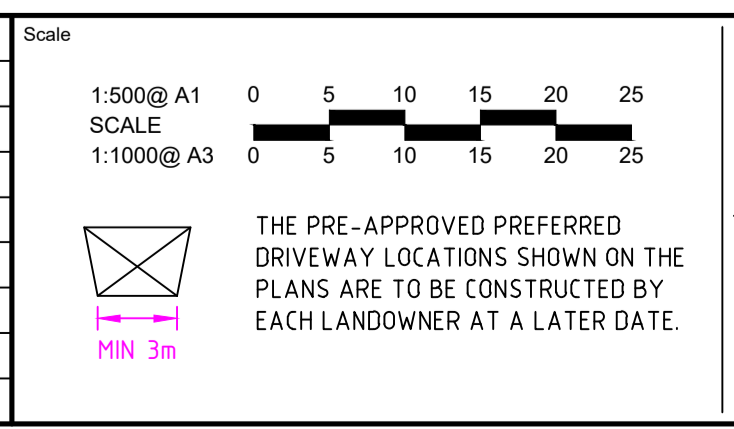 Scale
1:500@ A1 0 5 10 15 20 25
SCALE
1:1000@ A3 0 5 10 15 20 25
THE PRE-APPROVED PREFERRED
DRIVEWAY LOCATIONS SHOWN ON THE
PLANS ARE TO BE CONSTRUCTED BY
EACH LANDOWNER AT A LATER DATE.
MIN 3m